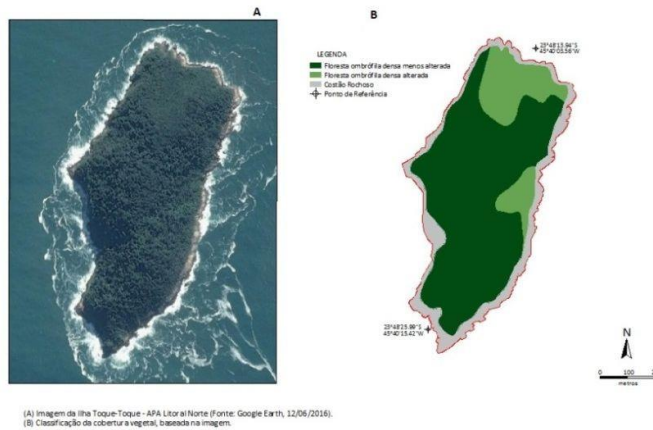 A
B
23°48'15.94"S
45°40'05.58"W
LEGENDA
Floresta ombrófila densa menos alterada
Floresta ombrófila densa alterada
Costão Rochoso
Ponto de Referência
23°48'25.99"S
45°40'15.42"W
N
0 100
metros
(A) Imagem da Ilha Toque-Toque - APA Litoral Norte (Fonte: Google Earth, 12/06/2016).
(B) Classificação da cobertura vegetal, baseada na imagem.